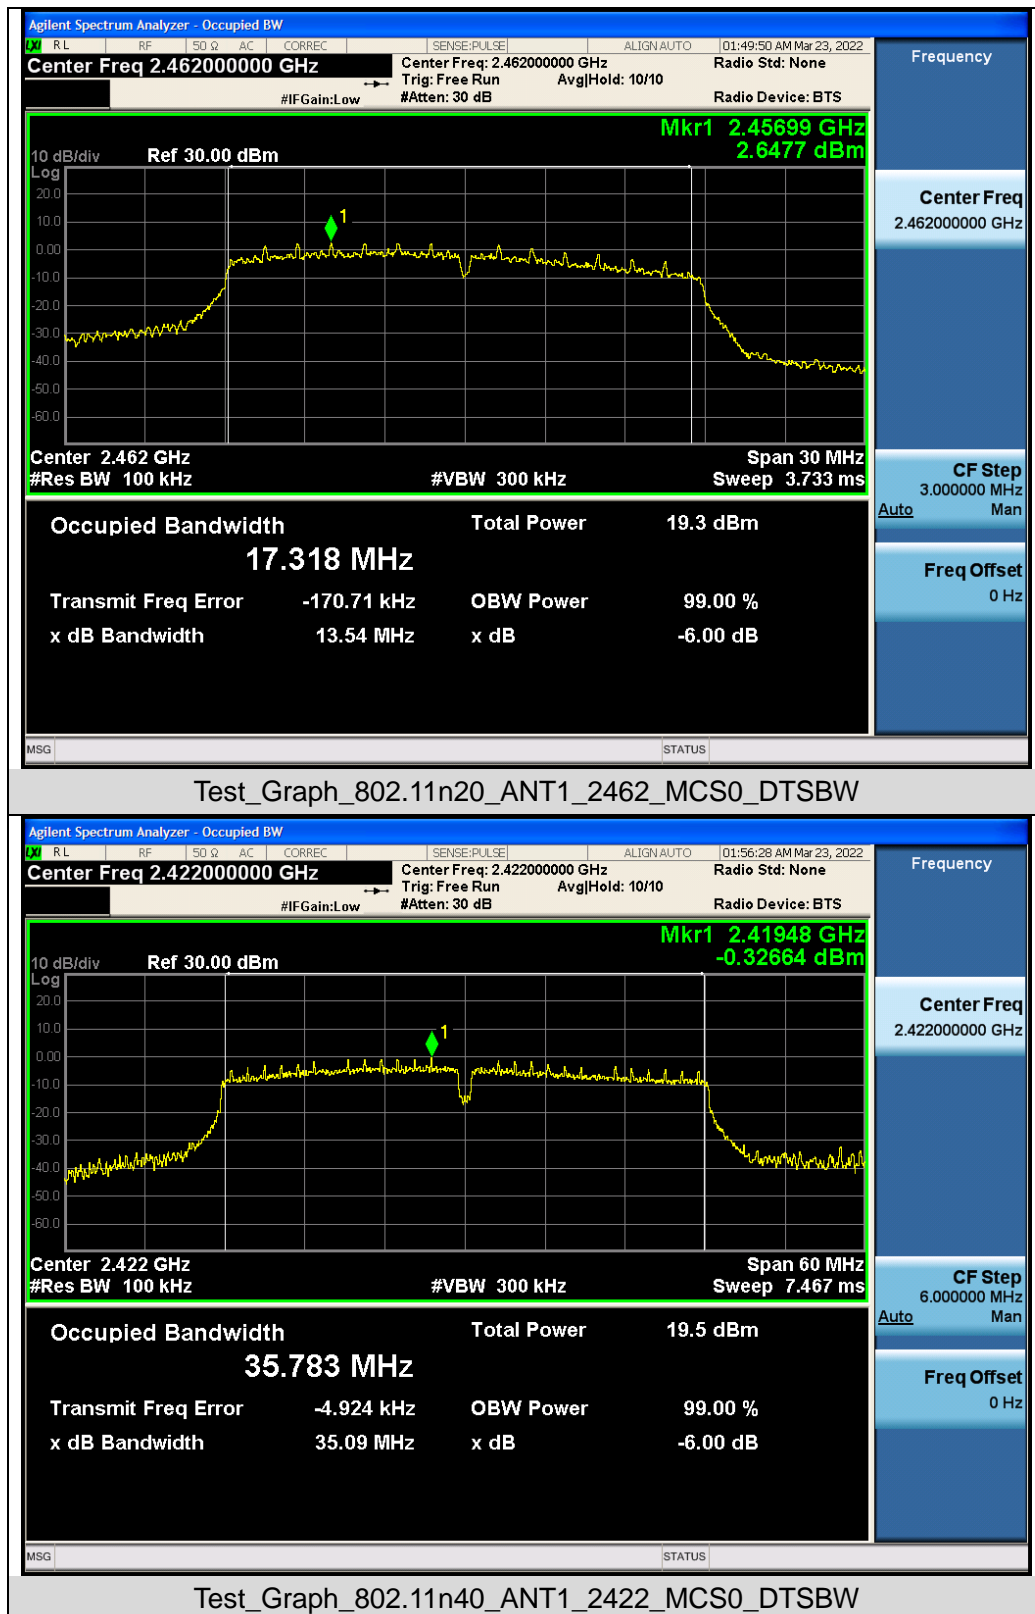 Agilent Spectrum Analyzer - Occupied BW
LXI RL RF 50 Ω AC CORREC SENSE:PULSE ALIGN AUTO 01:49:50 AM Mar 23, 2022
Center Freq 2.462000000 GHz
Center Freq: 2.462000000 GHz
Radio Std: None
Trig: Free Run Avg|Hold: 10/10
#IFGain:Low
#Atten: 30 dB
Radio Device: BTS
Frequency
Mkr1 2.45699 GHz
2.6477 dBm
10 dB/div Ref 30.00 dBm
Log
20.0
10.0
1
0.00
-10.0
-20.0
-30.0
-40.0
-50.0
-60.0
Center 2.462 GHz Span 30 MHz
#Res BW 100 kHz #VBW 300 kHz Sweep 3.733 ms
Center Freq
2.462000000 GHz
CF Step
3.000000 MHz
Auto Man
Freq Offset
0 Hz
Occupied Bandwidth Total Power 19.3 dBm
17.318 MHz
Transmit Freq Error -170.71 kHz OBW Power 99.00 %
x dB Bandwidth 13.54 MHz x dB -6.00 dB
MSG STATUS
Test_Graph_802.11n20_ANT1_2462_MCS0_DTSBW
Agilent Spectrum Analyzer - Occupied BW
LXI RL RF 50 Ω AC CORREC SENSE:PULSE ALIGN AUTO 01:56:28 AM Mar 23, 2022
Center Freq 2.422000000 GHz
Center Freq: 2.422000000 GHz
Radio Std: None
Trig: Free Run Avg|Hold: 10/10
#IFGain:Low
#Atten: 30 dB
Radio Device: BTS
Frequency
Mkr1 2.41948 GHz
-0.32664 dBm
10 dB/div Ref 30.00 dBm
Log
20.0
10.0
1
0.00
-10.0
-20.0
-30.0
-40.0
-50.0
-60.0
Center 2.422 GHz Span 60 MHz
#Res BW 100 kHz #VBW 300 kHz Sweep 7.467 ms
Center Freq
2.422000000 GHz
CF Step
6.000000 MHz
Auto Man
Freq Offset
0 Hz
Occupied Bandwidth Total Power 19.5 dBm
35.783 MHz
Transmit Freq Error -4.924 kHz OBW Power 99.00 %
x dB Bandwidth 35.09 MHz x dB -6.00 dB
MSG STATUS
Test_Graph_802.11n40_ANT1_2422_MCS0_DTSBW